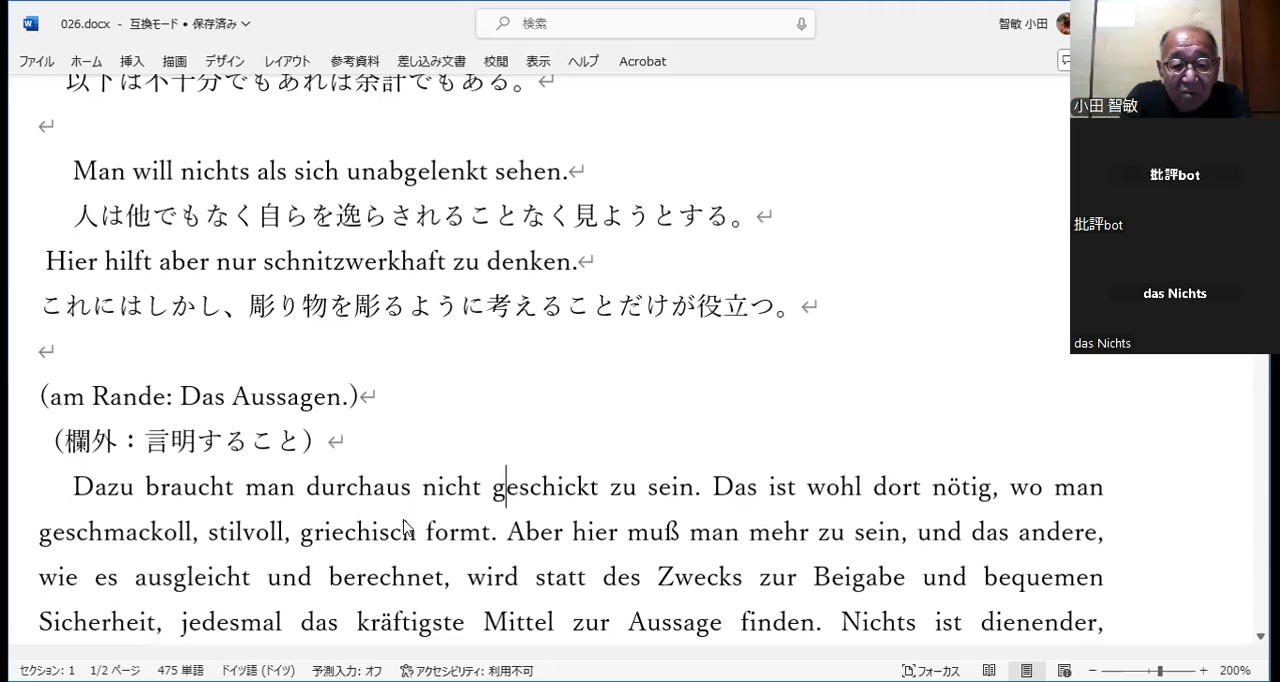 026.docx - 互換モード • 保存済み
検索
智敏 小田
ファイル ホーム 挿入 描画 デザイン レイアウト 参考資料 差し込み文書 校閲 表示 ヘルプ Acrobat
以下は不十分でもあれば余計でもある。
Man will nichts als sich unabgelenkt sehen.
人は他でもなく自らを逸らされることなく見ようとする。
Hier hilft aber nur schnitzwerkhaft zu denken.
これにはしかし、彫り物を彫るように考えることだけが役立つ。
(am Rande: Das Aussagen.)
（欄外：言明すること）
Dazu braucht man durchaus nicht geschickt zu sein. Das ist wohl dort nötig, wo man
geschmackoll, stilvoll, griechisch formt. Aber hier muß man mehr zu sein, und das andere,
wie es ausgleicht und berechnet, wird statt des Zwecks zur Beigabe und bequemen
Sicherheit, jedesmal das kräftigste Mittel zur Aussage finden. Nichts ist dienender,
小田 智敏
批評bot
批評bot
das Nichts
das Nichts
セクション: 1 1/2 ページ 475 単語 ドイツ語 (ドイツ) 予測入力: オフ アクセシビリティ: 利用不可 フォーカス 200%